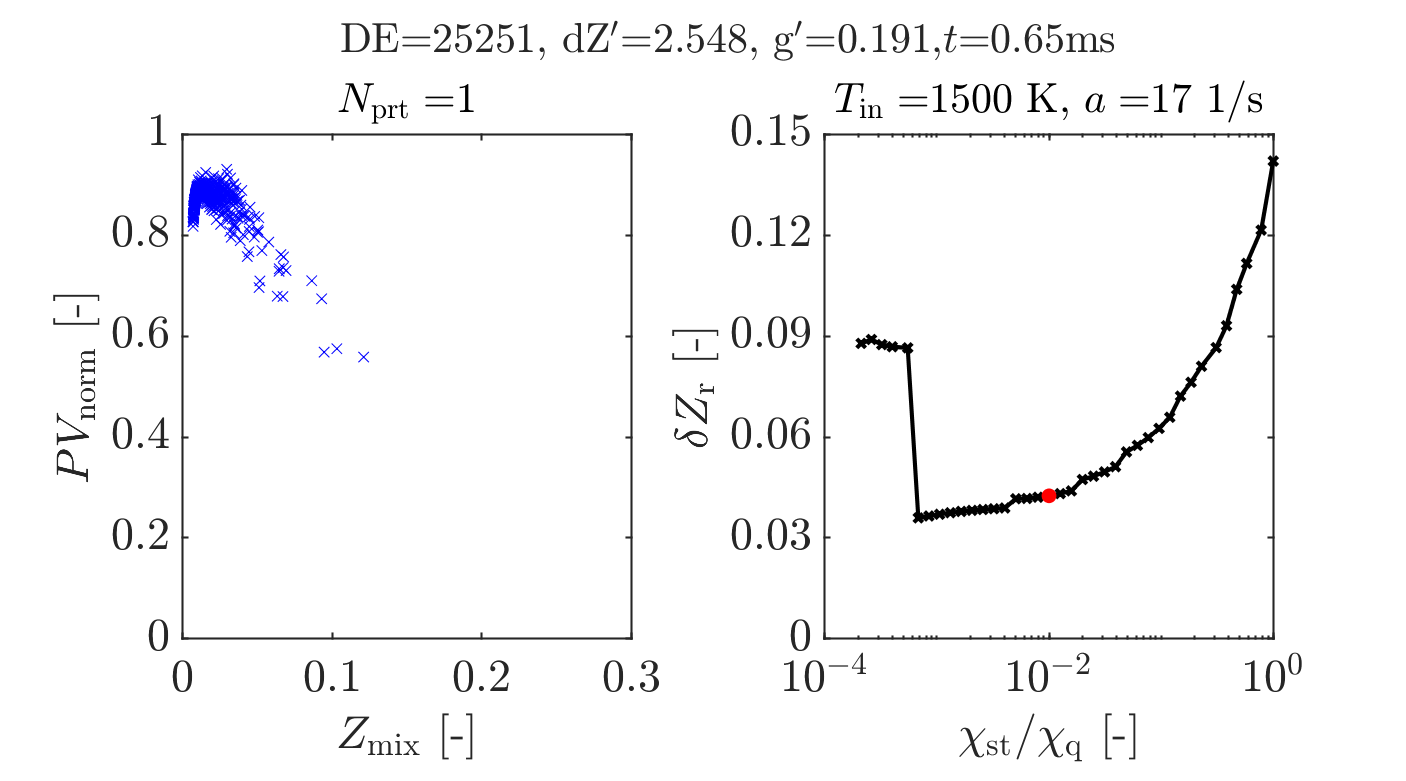 DE=25251, dZ′=2.548, g′=0.191,t=0.65ms
N_prt =1
1
0.8
0.6
0.4
0.2
0
0
0.1
0.2
0.3
PV_norm [-]
Z_mix [-]
T_in =1500 K, a =17 1/s
0.15
0.12
0.09
0.06
0.03
0
10⁻⁴
10⁻²
10⁰
δZ_r [-]
χ_st/χ_q [-]